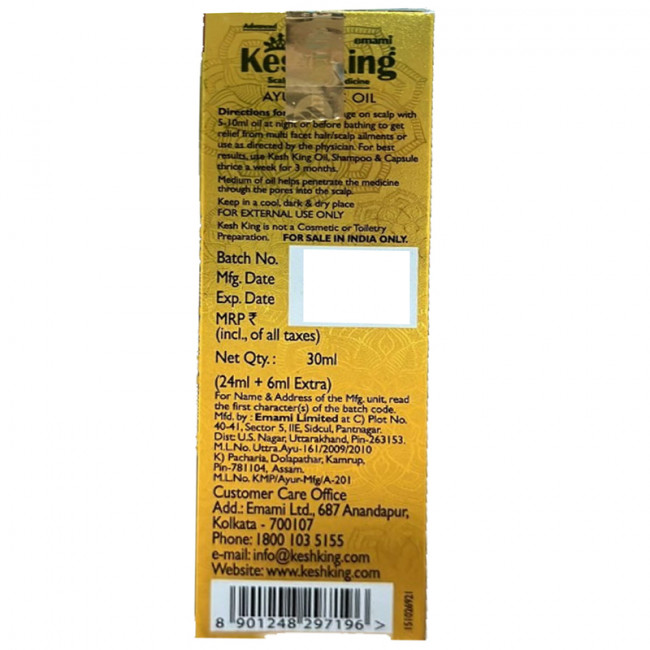 Advanced
emami
Kesh King
Scal dicine
AYU C OIL
Directions for age on scalp with
5-10ml oil at night or before bathing to get
relief from multi facet hair/scalp ailments or
use as directed by the physician. For best
results, use Kesh King Oil, Shampoo & Capsule
thrice a week for 3 months.
Medium of oil helps penetrate the medicine
through the pores into the scalp.
Keep in a cool, dark & dry place
FOR EXTERNAL USE ONLY
Kesh King is not a Cosmetic or Toiletry
Preparation. FOR SALE IN INDIA ONLY.
Batch No.
Mfg. Date
Exp. Date
MRP ₹
(incl., of all taxes)
Net Qty.: 30ml
(24ml + 6ml Extra)
For Name & Address of the Mfg. unit, read
the first character(s) of the batch code.
Mfd. by : Emami Limited at C) Plot No.
40-41, Sector 5, IIE, Sidcul, Pantnagar.
Dist: U.S. Nagar, Uttarakhand, Pin-263153.
M.L.No. Uttra.Ayu-161/2009/2010
K) Pacharia, Dolapathar, Kamrup,
Pin-781104, Assam.
M.L.No. KMP/Ayur-Mfg/A-201
Customer Care Office
Add.: Emami Ltd., 687 Anandapur,
Kolkata - 700107
Phone: 1800 103 5155
e-mail: info@keshking.com
Website: www.keshking.com
8 901248 297196 >
151026921